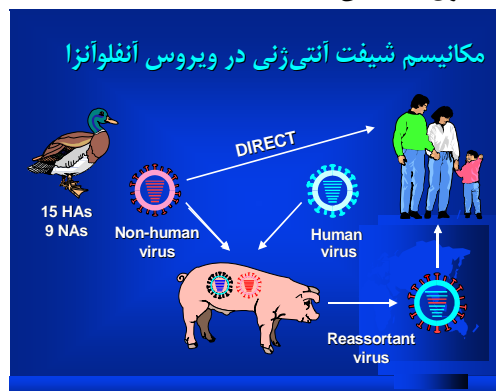 مکانیسم شیفت آنتی‌ژنی در ویروس آنفلوآنزا
DIRECT
15 HAs
9 NAs
Non-human
virus
Human
virus
Reassortant
virus